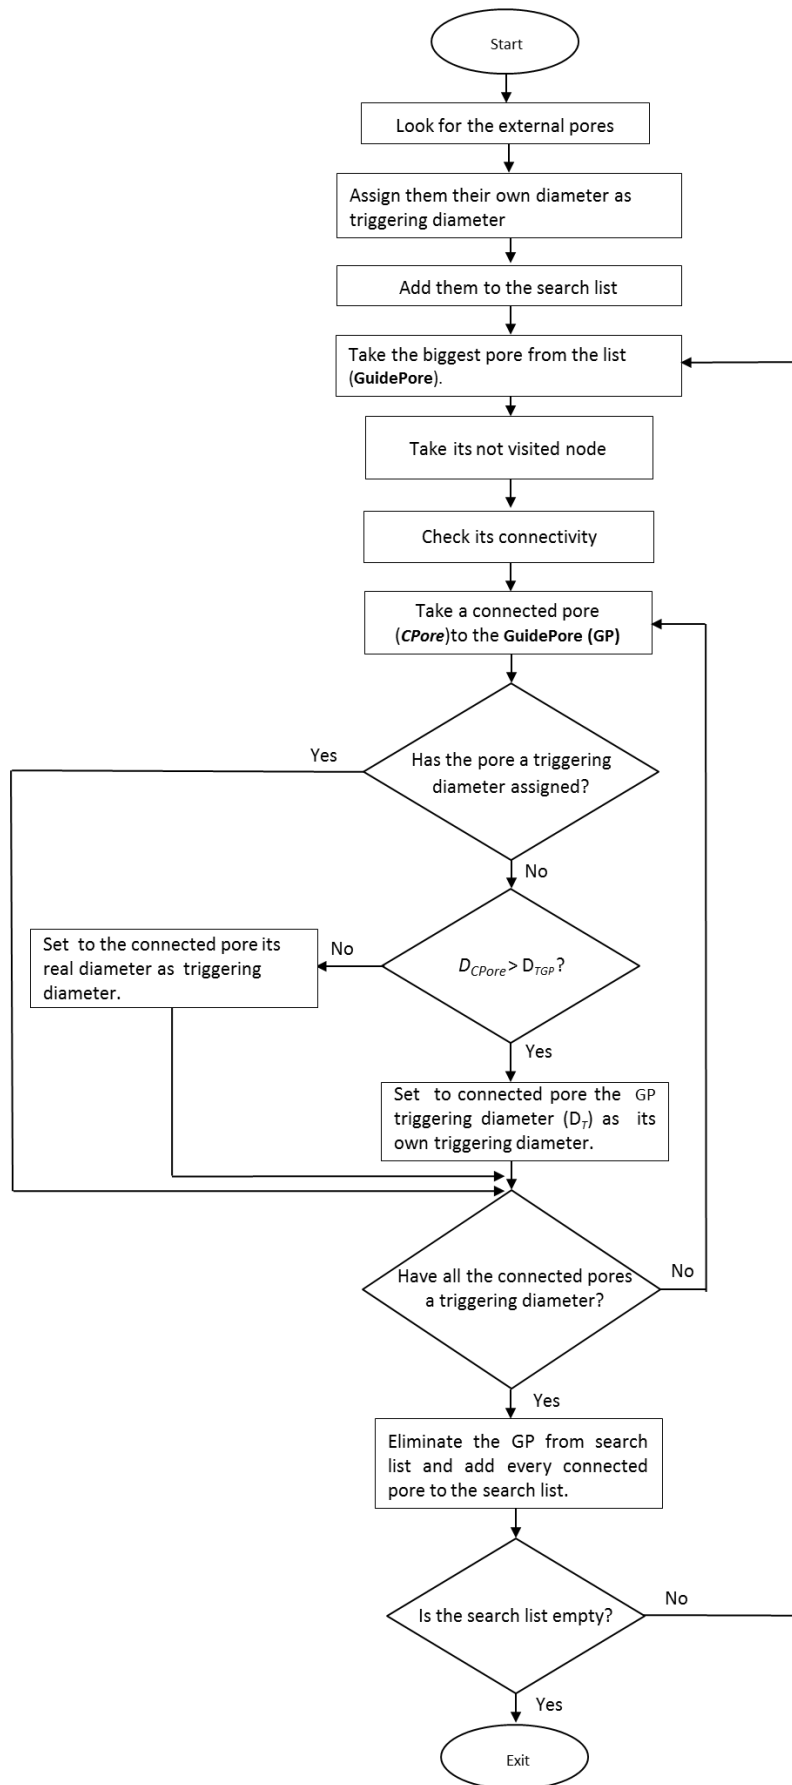 Start
Look for the external pores
Assign them their own diameter as
triggering diameter
Add them to the search list
Take the biggest pore from the list
(GuidePore).
Take its not visited node
Check its connectivity
Take a connected pore
(CPore)to the GuidePore (GP)
Yes
Has the pore a triggering
diameter assigned?
No
Set to the connected pore its
real diameter as triggering
diameter.
No
D_CPore > D_TGP ?
Yes
Set to connected pore the GP
triggering diameter (D_T) as its
own triggering diameter.
Have all the connected pores
a triggering diameter?
No
Yes
Eliminate the GP from search
list and add every connected
pore to the search list.
Is the search list empty?
No
Yes
Exit